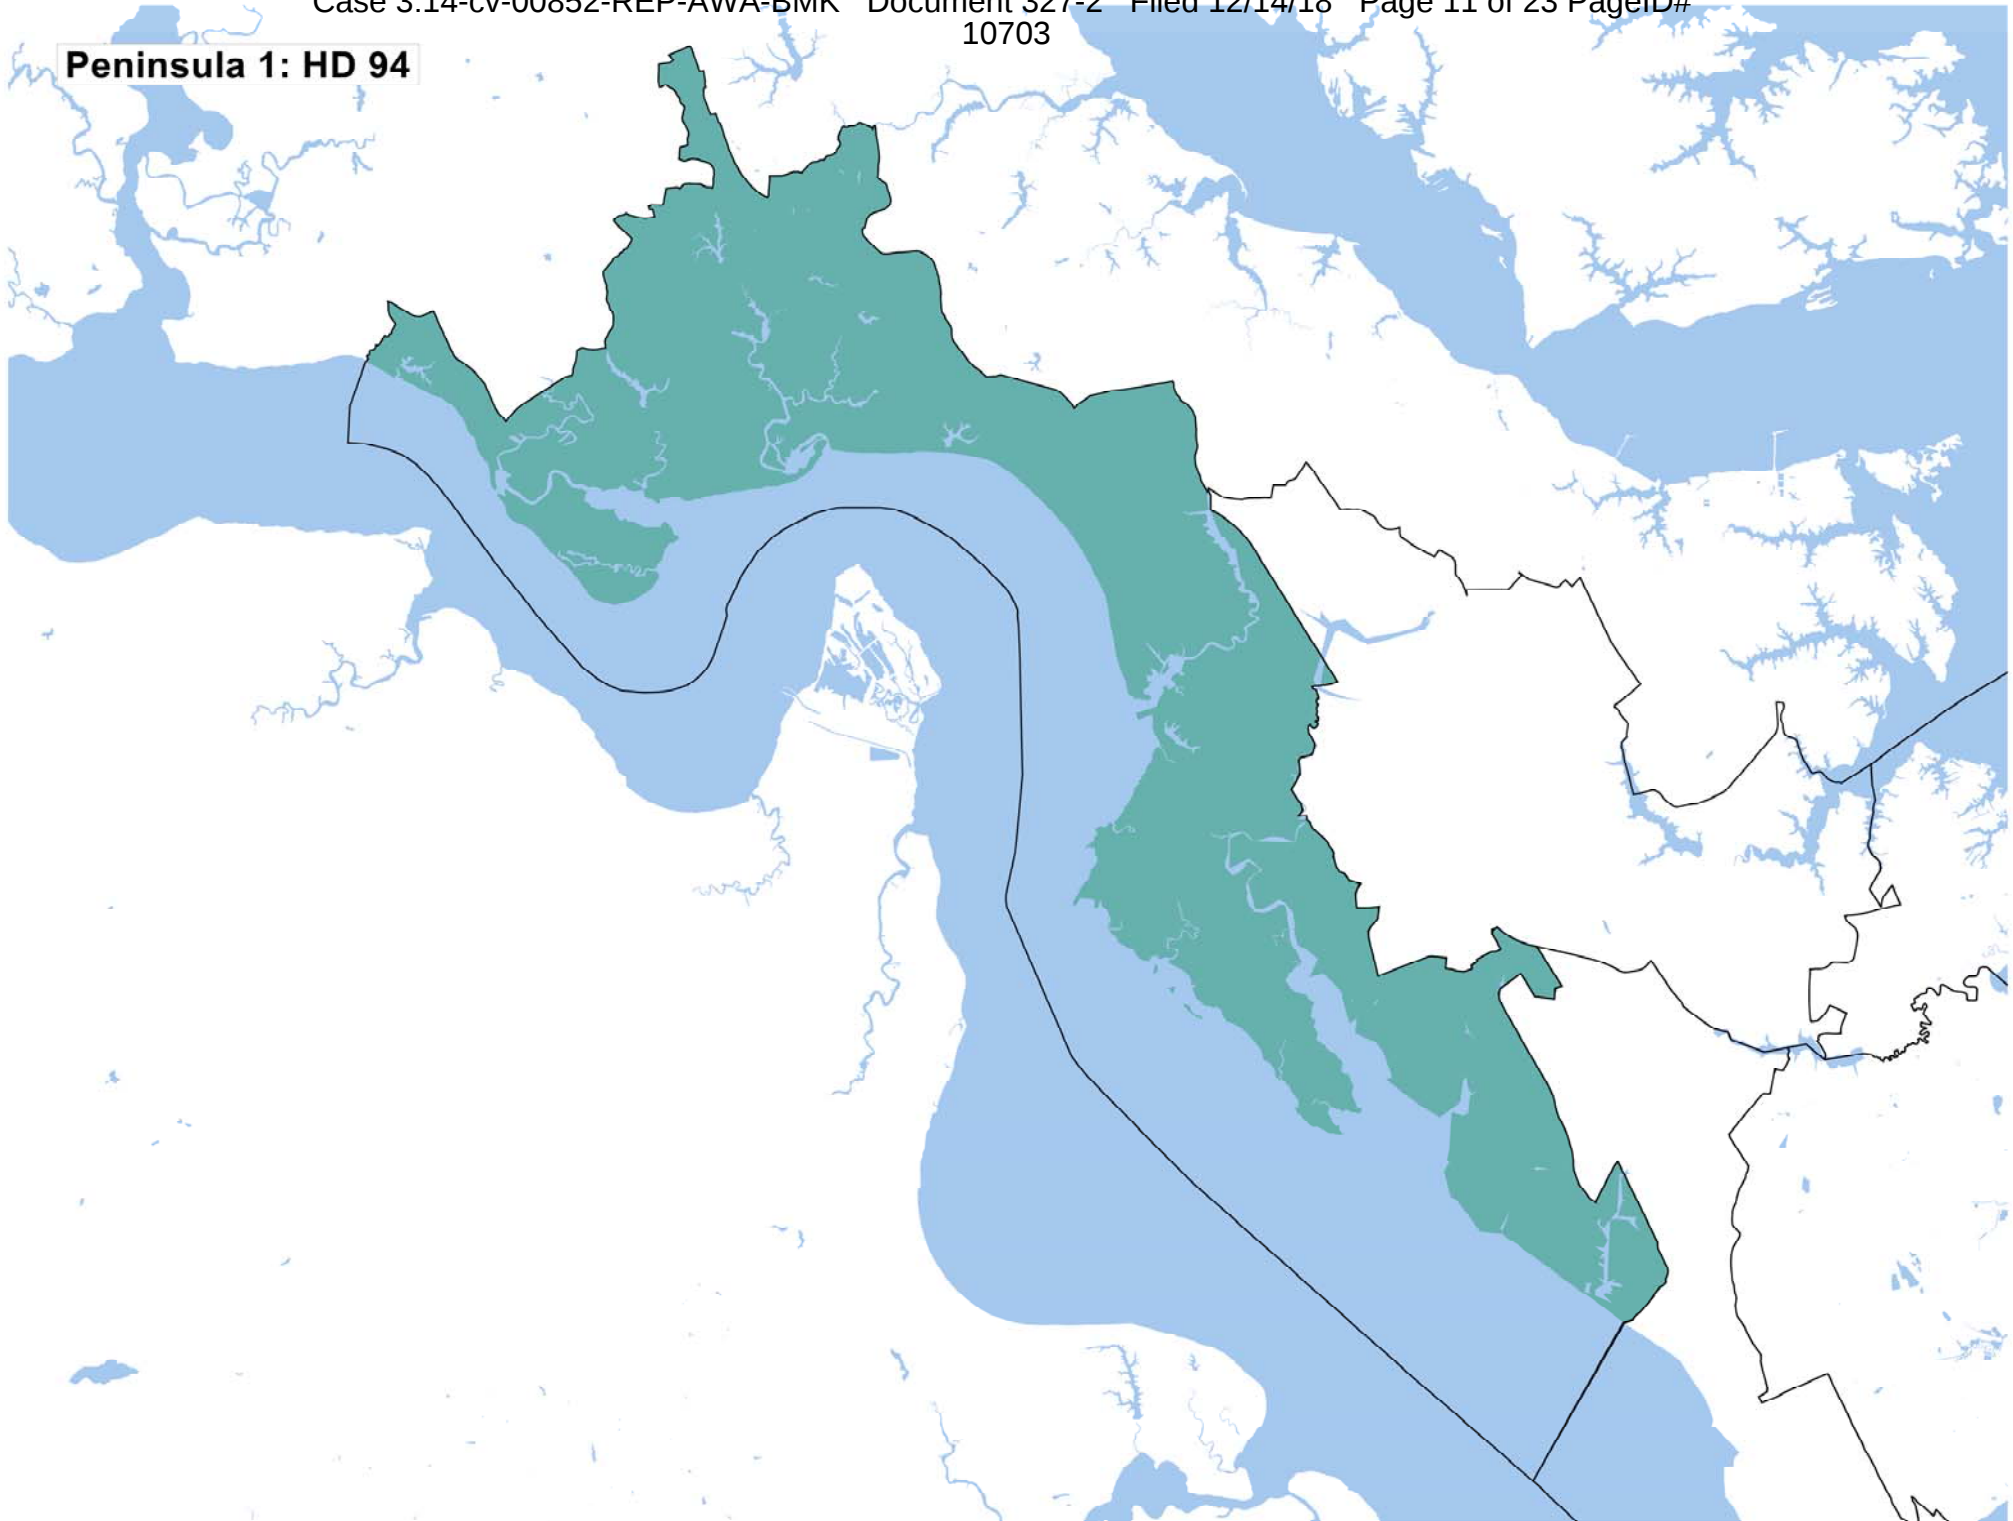 Case 3:14-cv-00852-REP-AWA-BMK Document 327-2 Filed 12/14/18 Page 11 of 23 PageID#
10703
Peninsula 1: HD 94